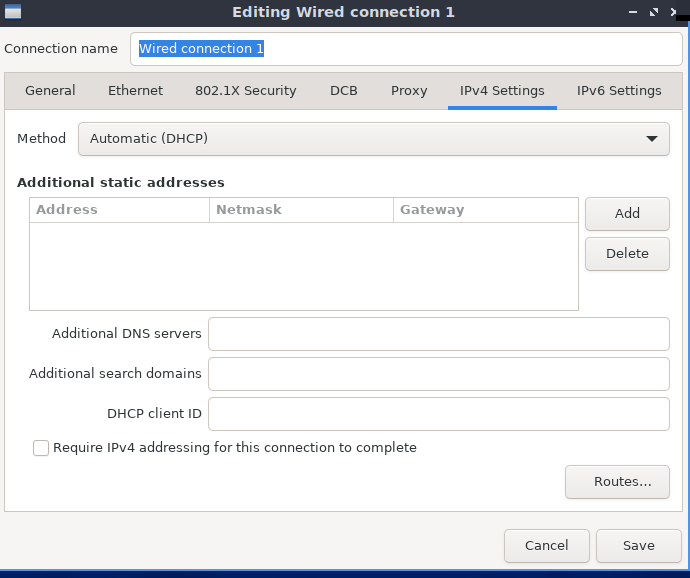 Editing Wired connection 1
Connection name Wired connection 1
General Ethernet 802.1X Security DCB Proxy IPv4 Settings IPv6 Settings
Method Automatic (DHCP)
Additional static addresses
Address Netmask Gateway
Add
Delete
Additional DNS servers
Additional search domains
DHCP client ID
Require IPv4 addressing for this connection to complete
Routes...
Cancel Save